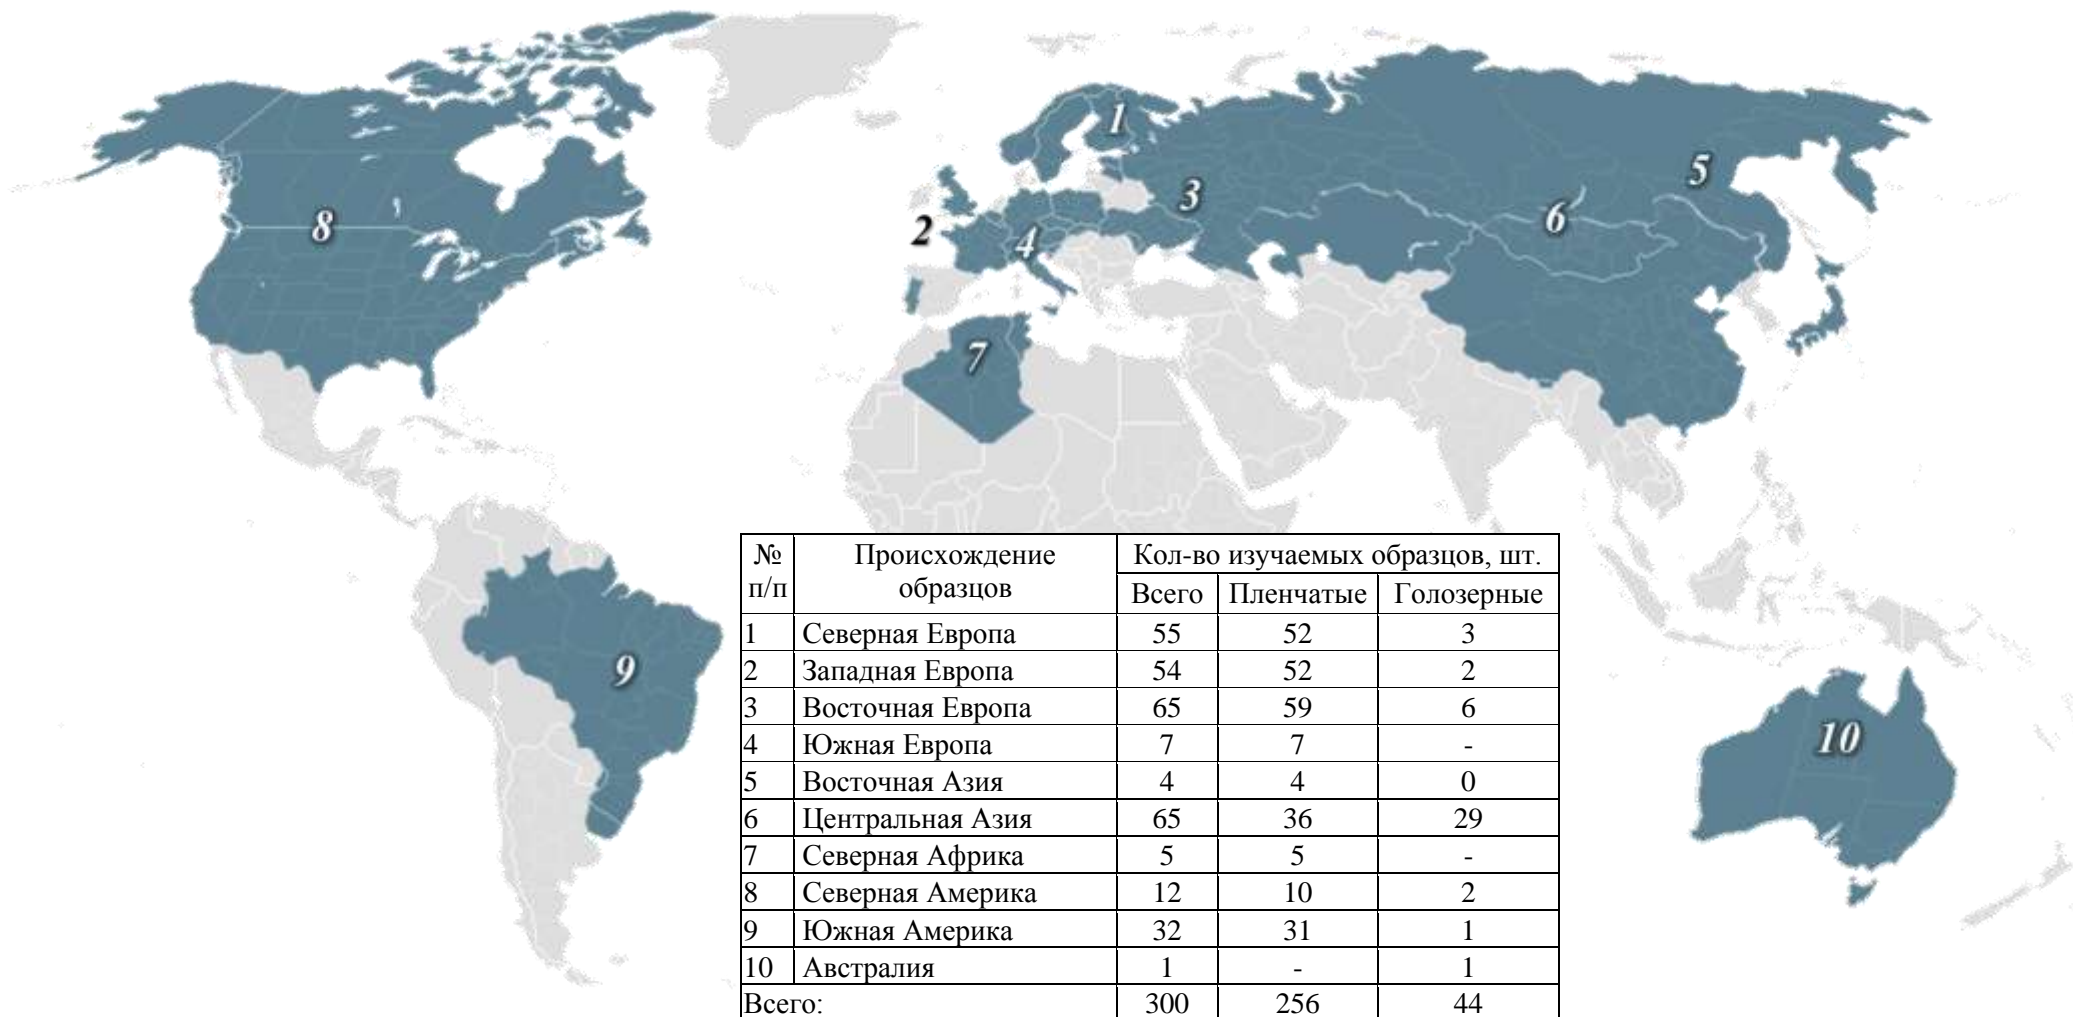 1
5
3
2
8
6
4
7
№ п/п Происхождение образцов Кол-во изучаемых образцов, шт.
Всего Пленчатые Голозерные
1 Северная Европа 55 52 3
2 Западная Европа 54 52 2
3 Восточная Европа 65 59 6
4 Южная Европа 7 7 -
5 Восточная Азия 4 4 0
6 Центральная Азия 65 36 29
7 Северная Африка 5 5 -
8 Северная Америка 12 10 2
9 Южная Америка 32 31 1
10 Австралия 1 - 1
Всего: 300 256 44
9
10